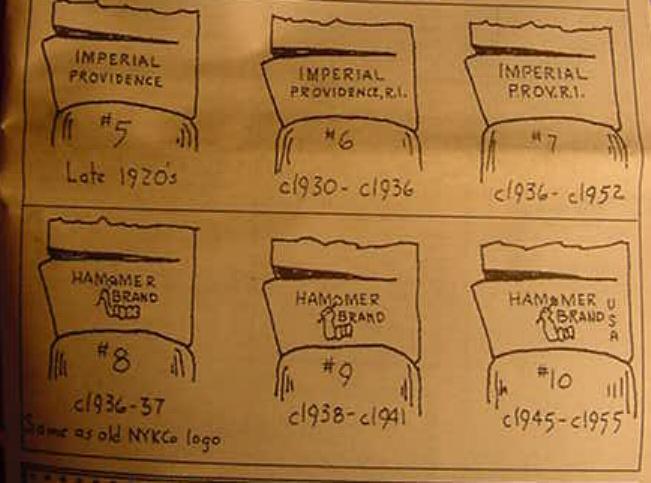 IMPERIAL
PROVIDENCE
#5
Late 1920's
IMPERIAL
PROVIDENCE, R.I.
#6
c1930 - c1936
IMPERIAL
PROV. R.I.
#7
c1936 - c1952
HAMMER
BRAND
#8
c1936-37
Same as old NYKCo logo
HAMMER
BRAND
#9
c1938-c1941
HAMMER
BRAND
USA
#10
c1945-c1955